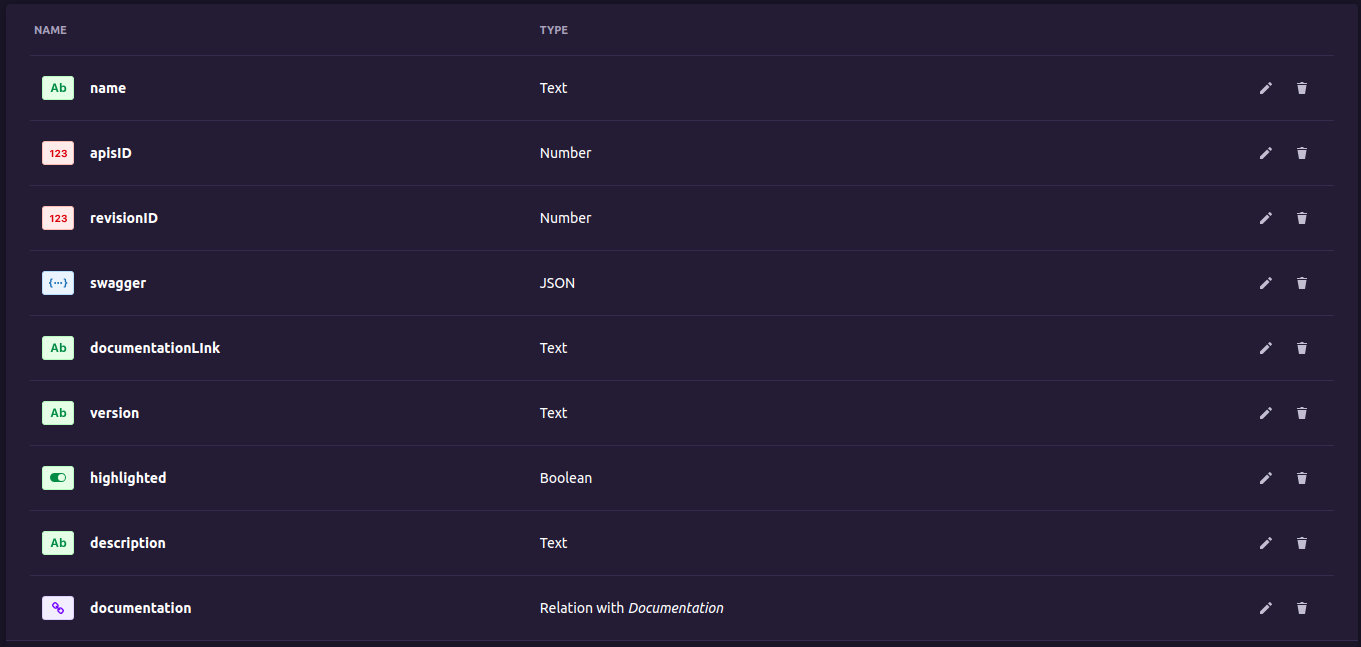 NAME TYPE
Ab name Text
123 apisID Number
123 revisionID Number
{···} swagger JSON
Ab documentationLInk Text
Ab version Text
highlighted Boolean
Ab description Text
documentation Relation with Documentation